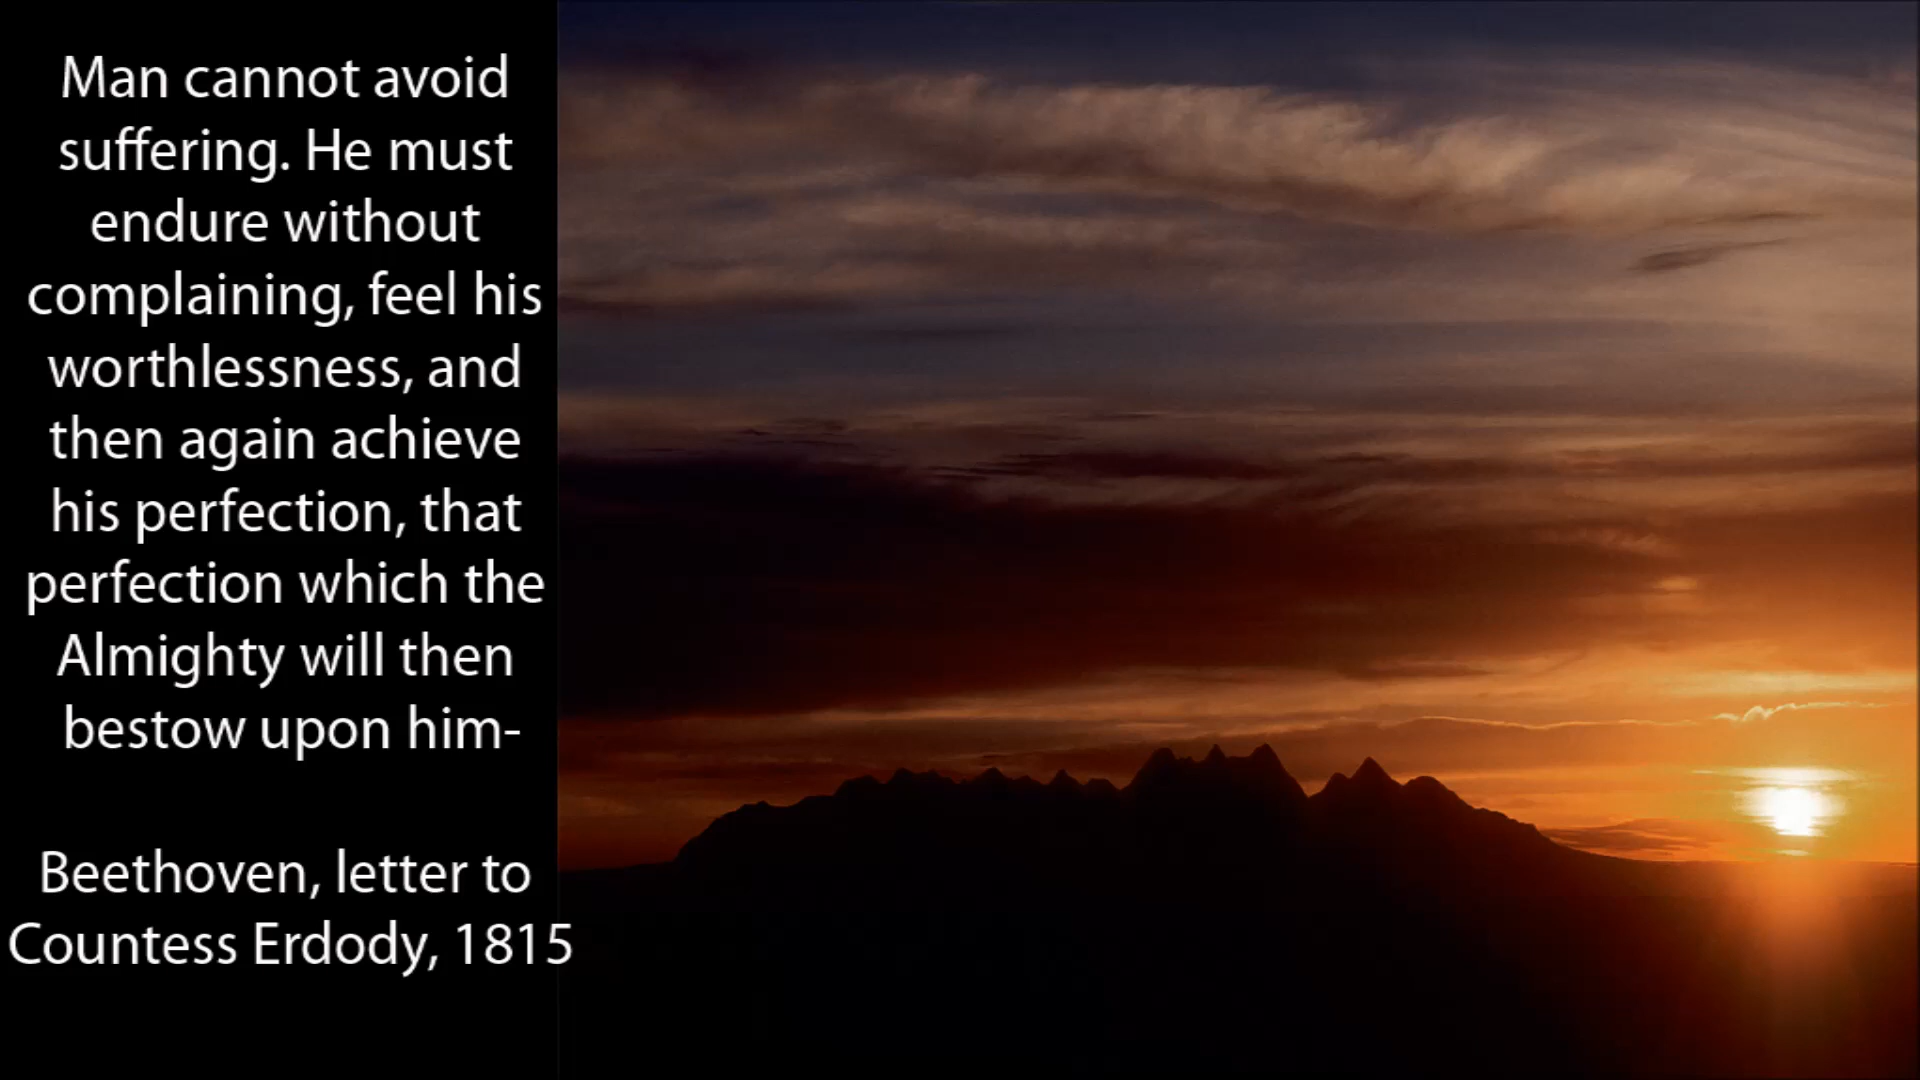 Man cannot avoid
suffering. He must
endure without
complaining, feel his
worthlessness, and
then again achieve
his perfection, that
perfection which the
Almighty will then
bestow upon him-
Beethoven, letter to
Countess Erdody, 1815